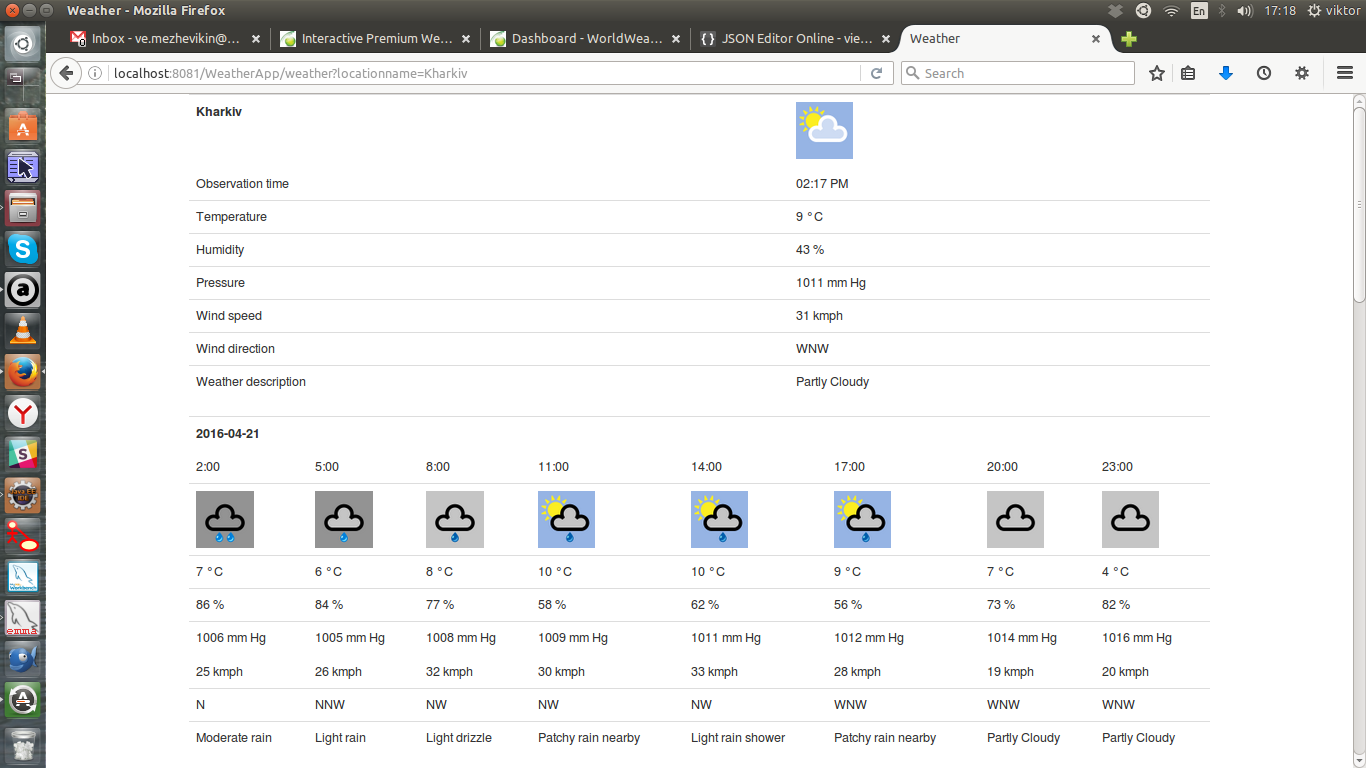 Weather - Mozilla Firefox
En
17:18
viktor
Inbox - ve.mezhevikin@...
Interactive Premium We...
Dashboard - WorldWea...
JSON Editor Online - vie...
Weather
localhost:8081/WeatherApp/weather?locationname=Kharkiv
Search
Kharkiv
Observation time 02:17 PM
Temperature 9 °C
Humidity 43 %
Pressure 1011 mm Hg
Wind speed 31 kmph
Wind direction WNW
Weather description Partly Cloudy
2016-04-21
2:00 5:00 8:00 11:00 14:00 17:00 20:00 23:00
7 °C 6 °C 8 °C 10 °C 10 °C 9 °C 7 °C 4 °C
86 % 84 % 77 % 58 % 62 % 56 % 73 % 82 %
1006 mm Hg 1005 mm Hg 1008 mm Hg 1009 mm Hg 1011 mm Hg 1012 mm Hg 1014 mm Hg 1016 mm Hg
25 kmph 26 kmph 32 kmph 30 kmph 33 kmph 28 kmph 19 kmph 20 kmph
N NNW NW NW NW WNW WNW WNW
Moderate rain Light rain Light drizzle Patchy rain nearby Light rain shower Patchy rain nearby Partly Cloudy Partly Cloudy